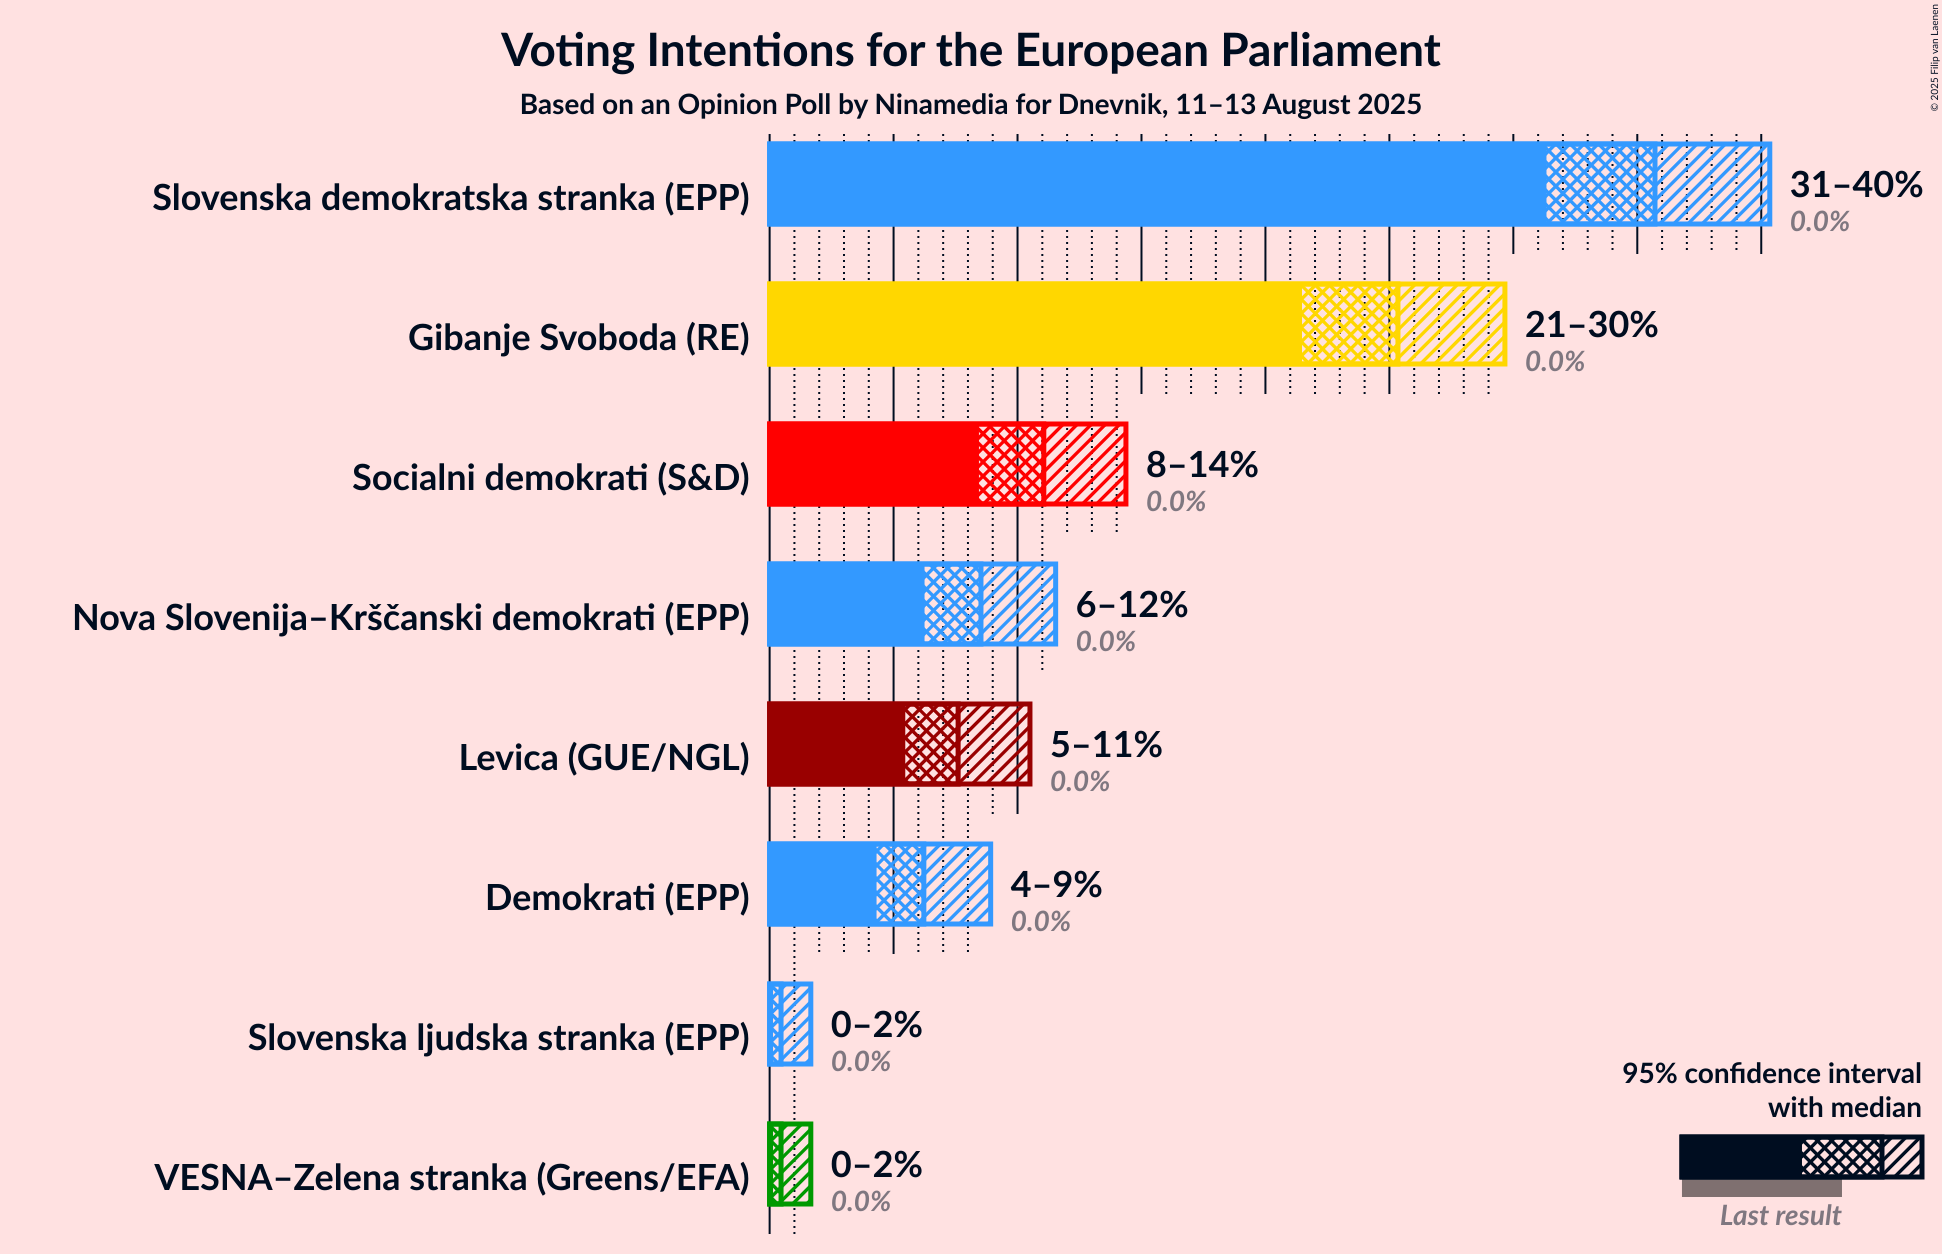 Voting Intentions for the European Parliament
Based on an Opinion Poll by Ninamedia for Dnevnik, 11–13 August 2025
© 2025 Filip van Laenen
Slovenska demokratska stranka (EPP)
31–40%
0.0%
Gibanje Svoboda (RE)
21–30%
0.0%
Socialni demokrati (S&D)
8–14%
0.0%
Nova Slovenija–Krščanski demokrati (EPP)
6–12%
0.0%
Levica (GUE/NGL)
5–11%
0.0%
Demokrati (EPP)
4–9%
0.0%
Slovenska ljudska stranka (EPP)
0–2%
0.0%
VESNA–Zelena stranka (Greens/EFA)
0–2%
0.0%
95% confidence interval
with median
Last result